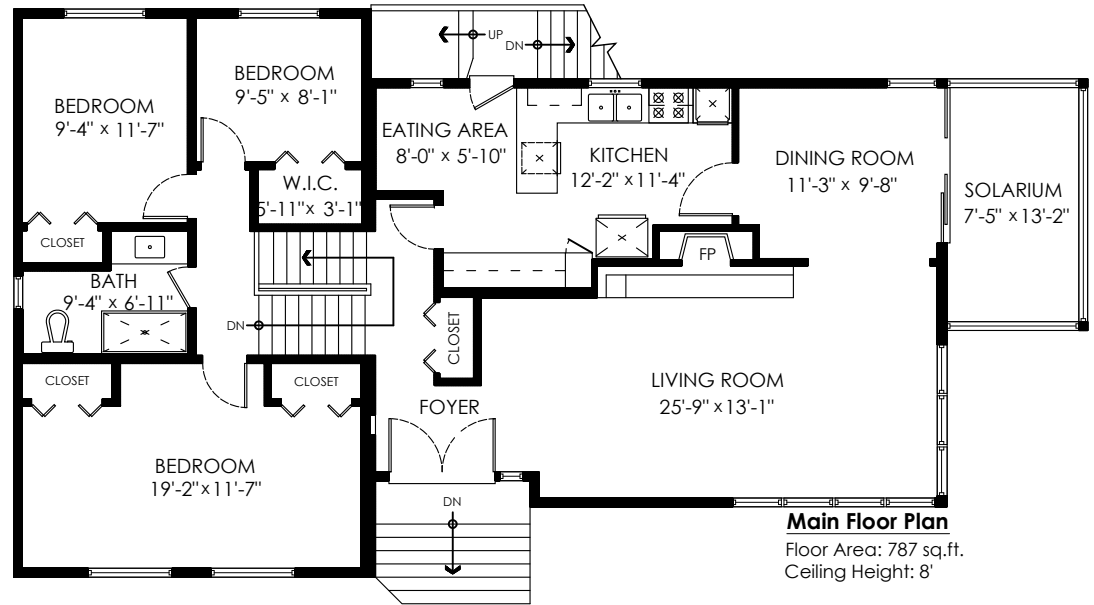 BEDROOM
9'-4" x 11'-7"
BEDROOM
9'-5" x 8'-1"
UP
DN
EATING AREA
8'-0" x 5'-10"
KITCHEN
12'-2" x 11'-4"
DINING ROOM
11'-3" x 9'-8"
SOLARIUM
7'-5" x 13'-2"
W.I.C.
5'-11" x 3'-1"
CLOSET
BATH
9'-4" x 6'-11"
FP
DN
CLOSET
CLOSET
CLOSET
FOYER
LIVING ROOM
25'-9" x 13'-1"
BEDROOM
19'-2" x 11'-7"
DN
Main Floor Plan
Floor Area: 787 sq.ft.
Ceiling Height: 8'